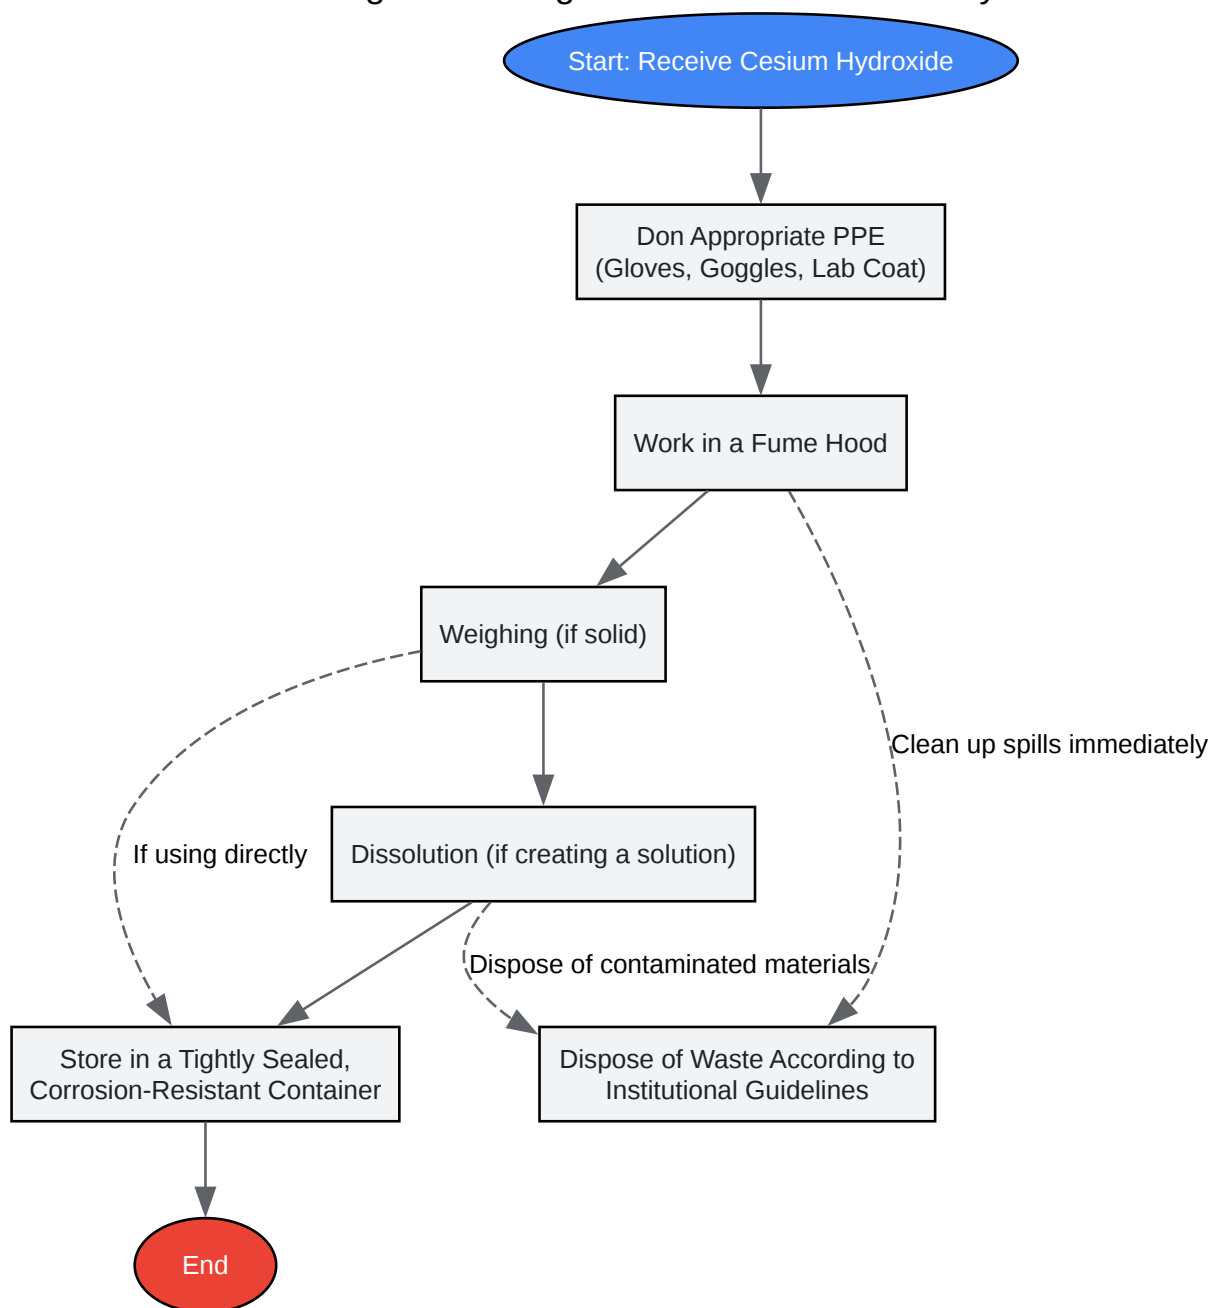 Start: Receive Cesium Hydroxide
Don Appropriate PPE
(Gloves, Goggles, Lab Coat)
Work in a Fume Hood
Weighing (if solid)
Clean up spills immediately
If using directly
Dissolution (if creating a solution)
Dispose of contaminated materials
Store in a Tightly Sealed,
Corrosion-Resistant Container
Dispose of Waste According to
Institutional Guidelines
End